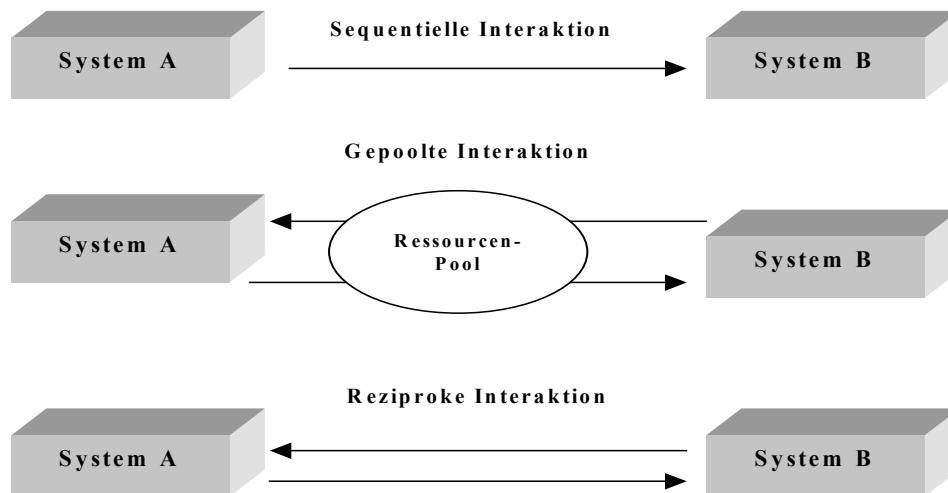 Sequentielle Interaktion
System A
System B
Gepoolte Interaktion
System A
Ressourcen-
Pool
System B
Reziproke Interaktion
System A
System B